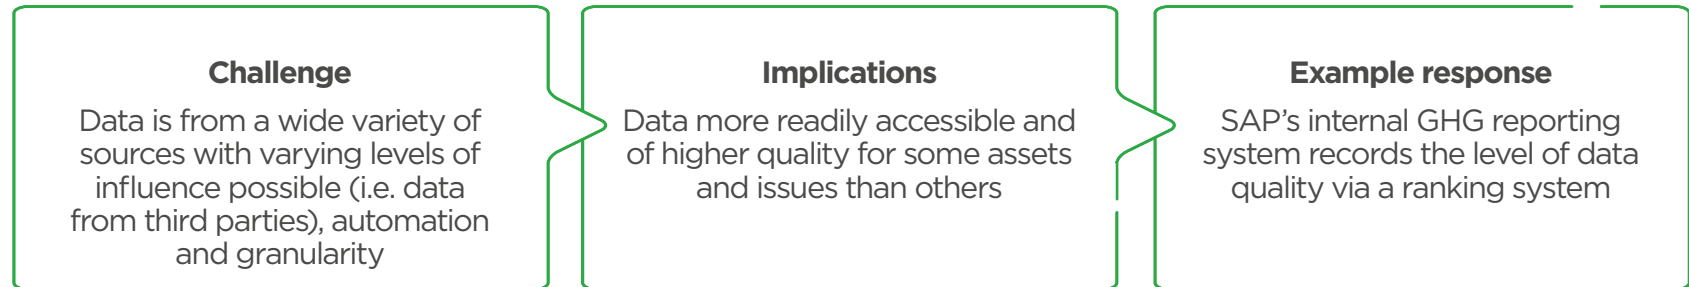 Challenge
Data is from a wide variety of
sources with varying levels of
influence possible (i.e. data
from third parties), automation
and granularity
Implications
Data more readily accessible and
of higher quality for some assets
and issues than others
Example response
SAP’s internal GHG reporting
system records the level of data
quality via a ranking system